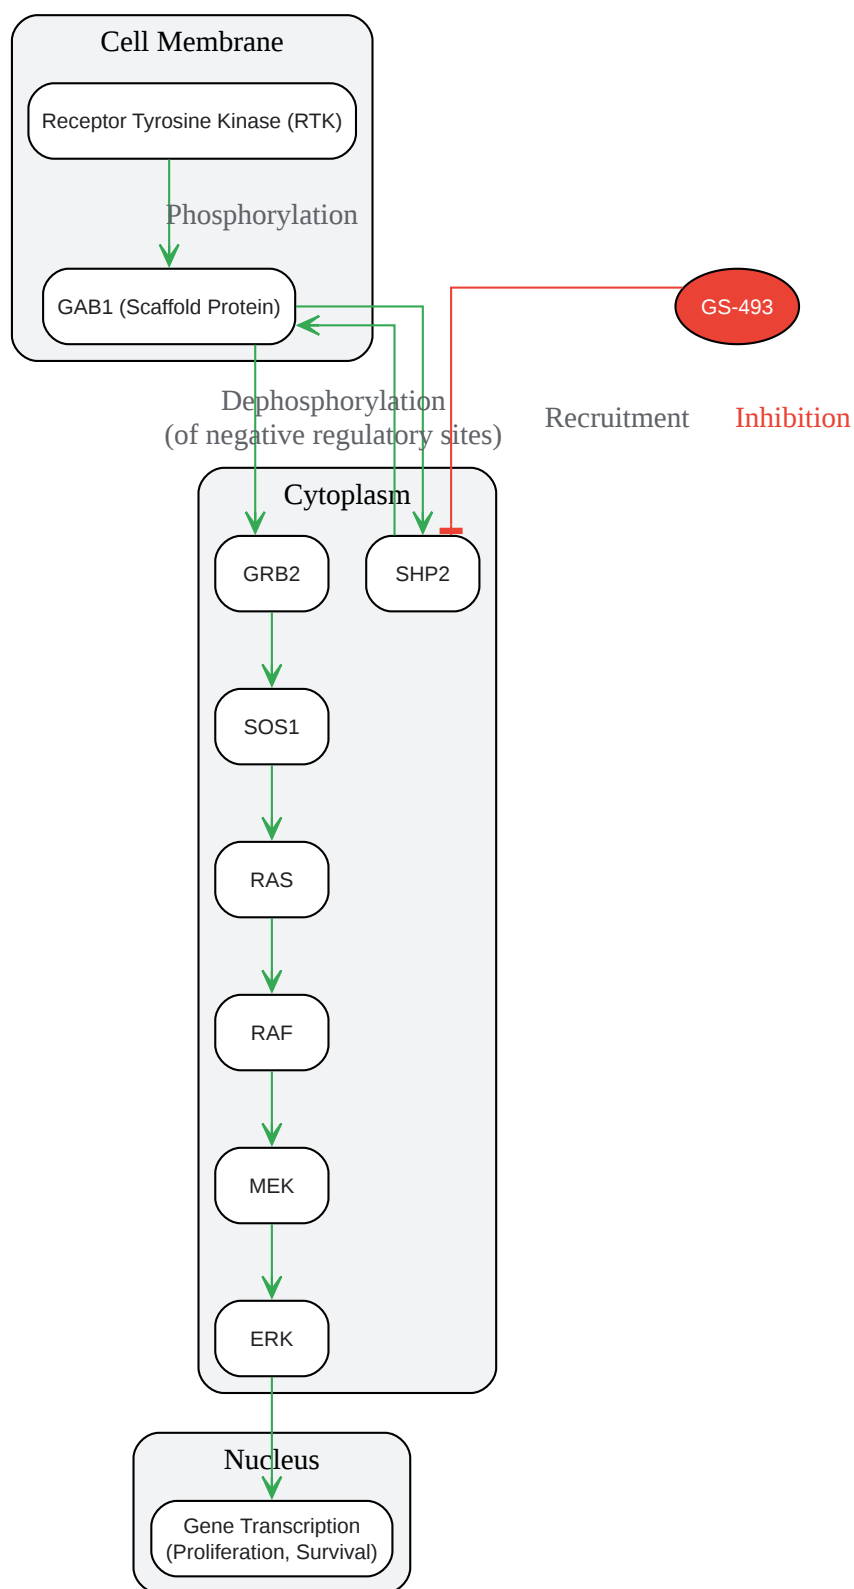 Cell Membrane
Receptor Tyrosine Kinase (RTK)
Phosphorylation
GAB1 (Scaffold Protein)
GS-493
Dephosphorylation
(of negative regulatory sites)
Recruitment
Inhibition
Cytoplasm
GRB2
SHP2
SOS1
RAS
RAF
MEK
ERK
Nucleus
Gene Transcription
(Proliferation, Survival)